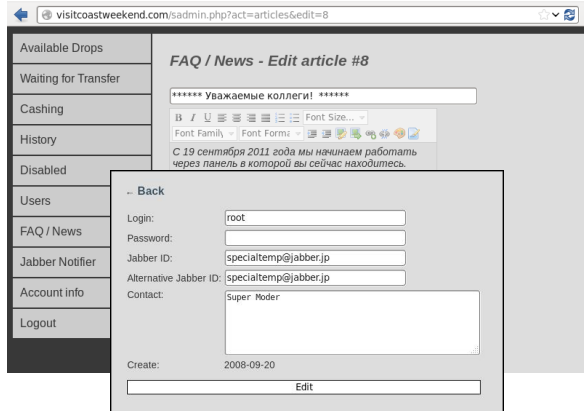 visitcoastweekend.com/sadmin.php?act=articles&edit=8
Available Drops
Waiting for Transfer
Cashing
History
Disabled
Users
FAQ / News
Jabber Notifier
Account info
Logout
FAQ / News - Edit article #8
****** Уважаемые коллеги! ******
B I U Font Size...
Font Family Font Forma
С 19 сентября 2011 года мы начинаем работать
через панель в которой вы сейчас находитесь.
← Back
Login: root
Password:
Jabber ID: specialtemp@jabber.jp
Alternative Jabber ID: specialtemp@jabber.jp
Contact: Super Moder
Create: 2008-09-20
Edit